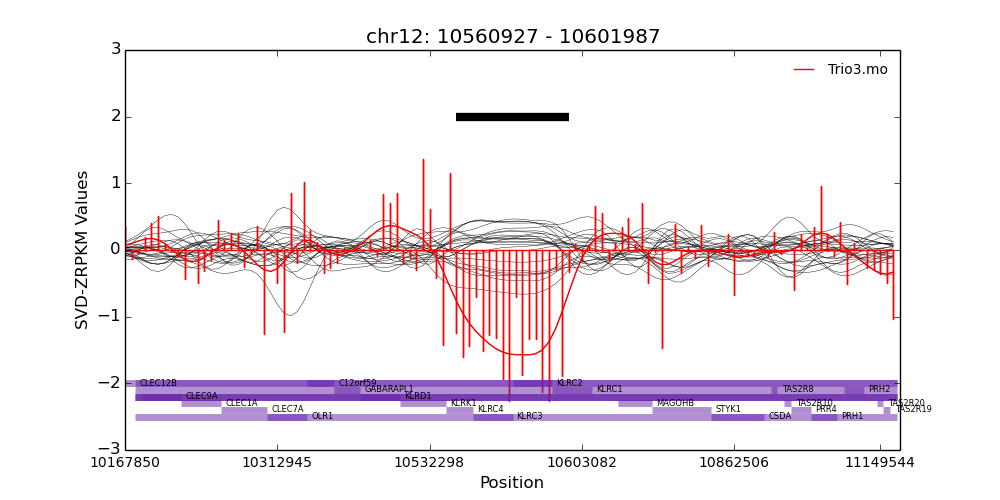 chr12: 10560927 - 10601987
3
Trio3.mo
2
1
0
−1
−2
−3
SVD-ZRPKM Values
CLEC12B C12orf59 KLRC2
GABARAPL1 KLRC1 TAS2R8 PRH2
CLEC9A KLRD1
CLEC1A KLRK1 MAGOHB TAS2R10 TAS2R20
CLEC7A KLRC4 STYK1 PRR4 TAS2R19
OLR1 KLRC3 CSDA PRH1
10167850 10312945 10532298 10603082 10862506 11149544
Position